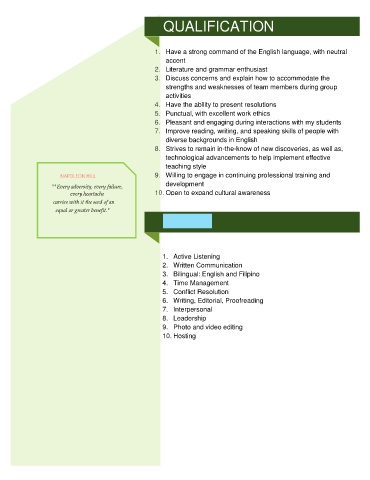 QUALIFICATION
1. Have a strong command of the English language, with neutral
accent
2. Literature and grammar enthusiast
3. Discuss concerns and explain how to accommodate the
strengths and weaknesses of team members during group
activities
4. Have the ability to present resolutions
5. Punctual, with excellent work ethics
6. Pleasant and engaging during interactions with my students
7. Improve reading, writing, and speaking skills of people with
diverse backgrounds in English
8. Strives to remain in-the-know of new discoveries, as well as,
technological advancements to help implement effective
teaching style
9. Willing to engage in continuing professional training and
development
10. Open to expand cultural awareness
HILL
"" Every adversity, every failure,
every heartache
carries with it the seed of an
equal or greater benefit."
1. Active Listening
2. Written Communication
3. Bilingual: English and Filipino
4. Time Management
5. Conflict Resolution
6. Writing, Editorial, Proofreading
7. Interpersonal
8. Leadership
9. Photo and video editing
10. Hosting